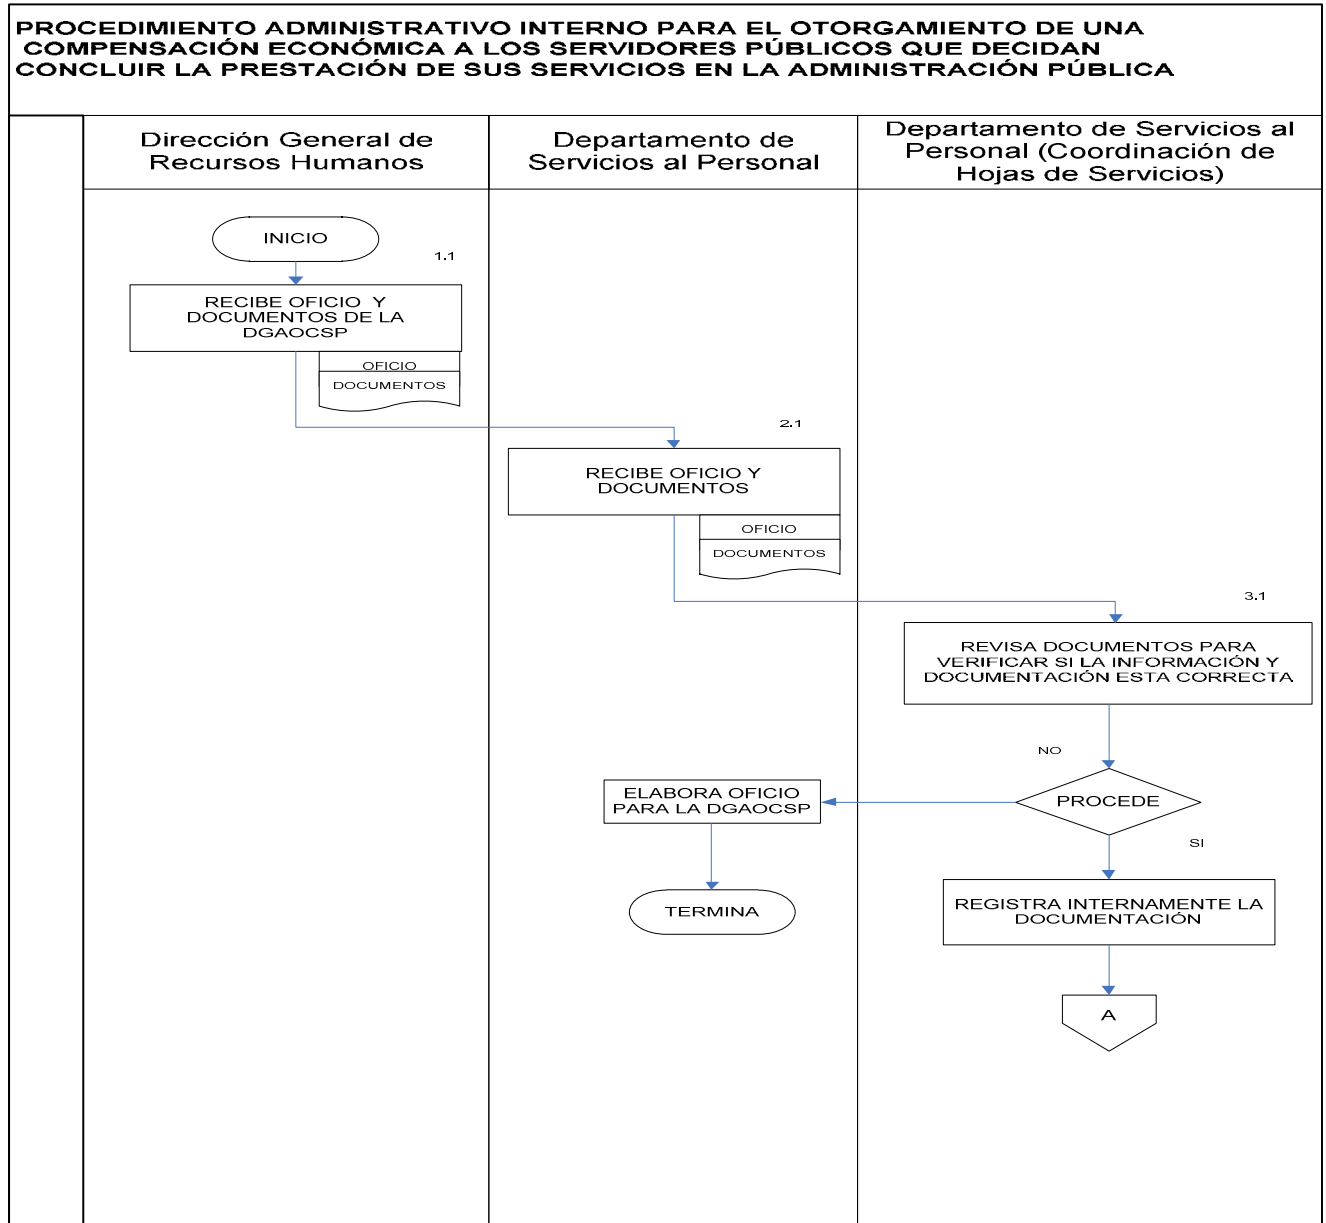 PROCEDIMIENTO ADMINISTRATIVO INTERNO PARA EL OTORGAMIENTO DE UNA
COMPENSACIÓN ECONÓMICA A LOS SERVIDORES PÚBLICOS QUE DECIDAN
CONCLUIR LA PRESTACIÓN DE SUS SERVICIOS EN LA ADMINISTRACIÓN PÚBLICA
Dirección General de
Recursos Humanos
Departamento de
Servicios al Personal
Departamento de Servicios al
Personal (Coordinación de
Hojas de Servicios)
INICIO
1.1
RECIBE OFICIO Y
DOCUMENTOS DE LA
DGAOCSP
OFICIO
DOCUMENTOS
2.1
RECIBE OFICIO Y
DOCUMENTOS
OFICIO
DOCUMENTOS
3.1
REVISA DOCUMENTOS PARA
VERIFICAR SI LA INFORMACIÓN Y
DOCUMENTACIÓN ESTA CORRECTA
NO
PROCEDE
ELABORA OFICIO
PARA LA DGAOCSP
TERMINA
SI
REGISTRA INTERNAMENTE LA
DOCUMENTACIÓN
A